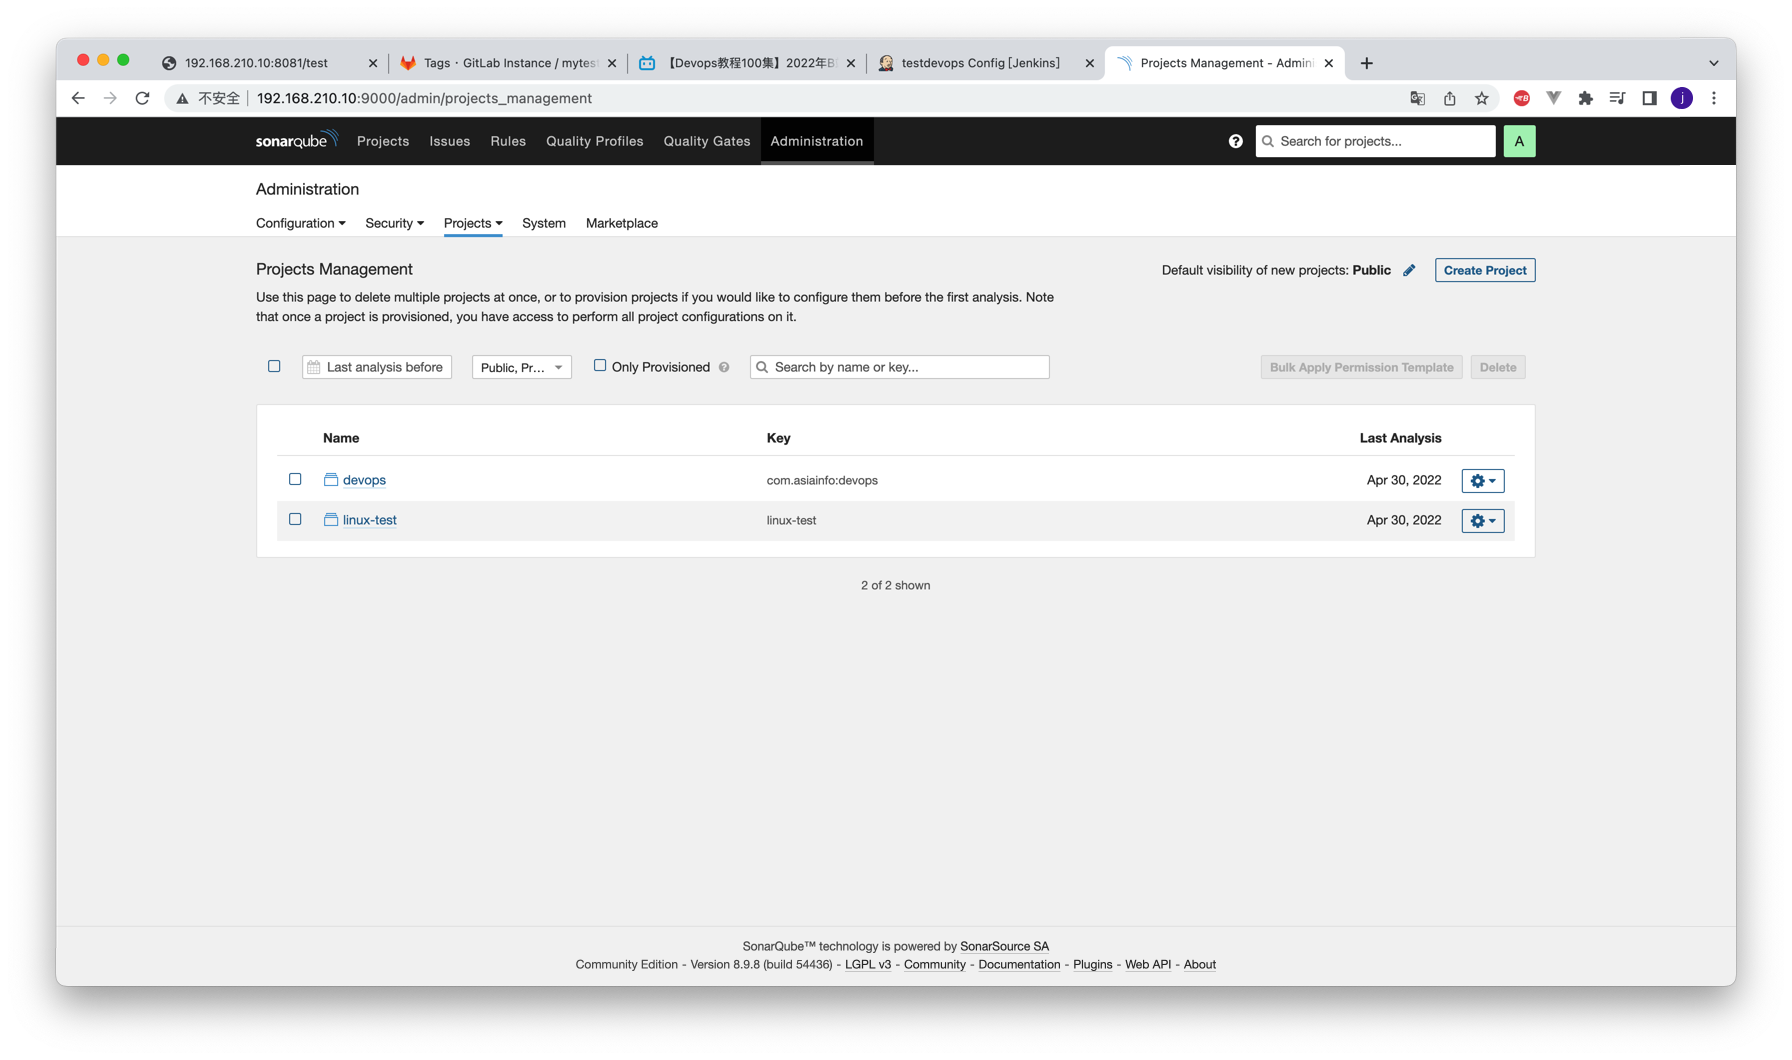 192.168.210.10:8081/test
Tags · GitLab Instance / mytest
【Devops教程100集】2022年B
testdevops Config [Jenkins]
Projects Management - Admini
不安全
192.168.210.10:9000/admin/projects_management
j
sonarqube
Projects
Issues
Rules
Quality Profiles
Quality Gates
Administration
Search for projects...
A
Administration
Configuration
Security
Projects
System
Marketplace
Projects Management
Default visibility of new projects: Public
Create Project
Use this page to delete multiple projects at once, or to provision projects if you would like to configure them before the first analysis. Note
that once a project is provisioned, you have access to perform all project configurations on it.
Last analysis before
Public, Pr...
Only Provisioned
Search by name or key...
Bulk Apply Permission Template
Delete
Name Key Last Analysis
devops com.asiainfo:devops Apr 30, 2022
linux-test linux-test Apr 30, 2022
2 of 2 shown
SonarQube™ technology is powered by SonarSource SA
Community Edition - Version 8.9.8 (build 54436) - LGPL v3 - Community - Documentation - Plugins - Web API - About